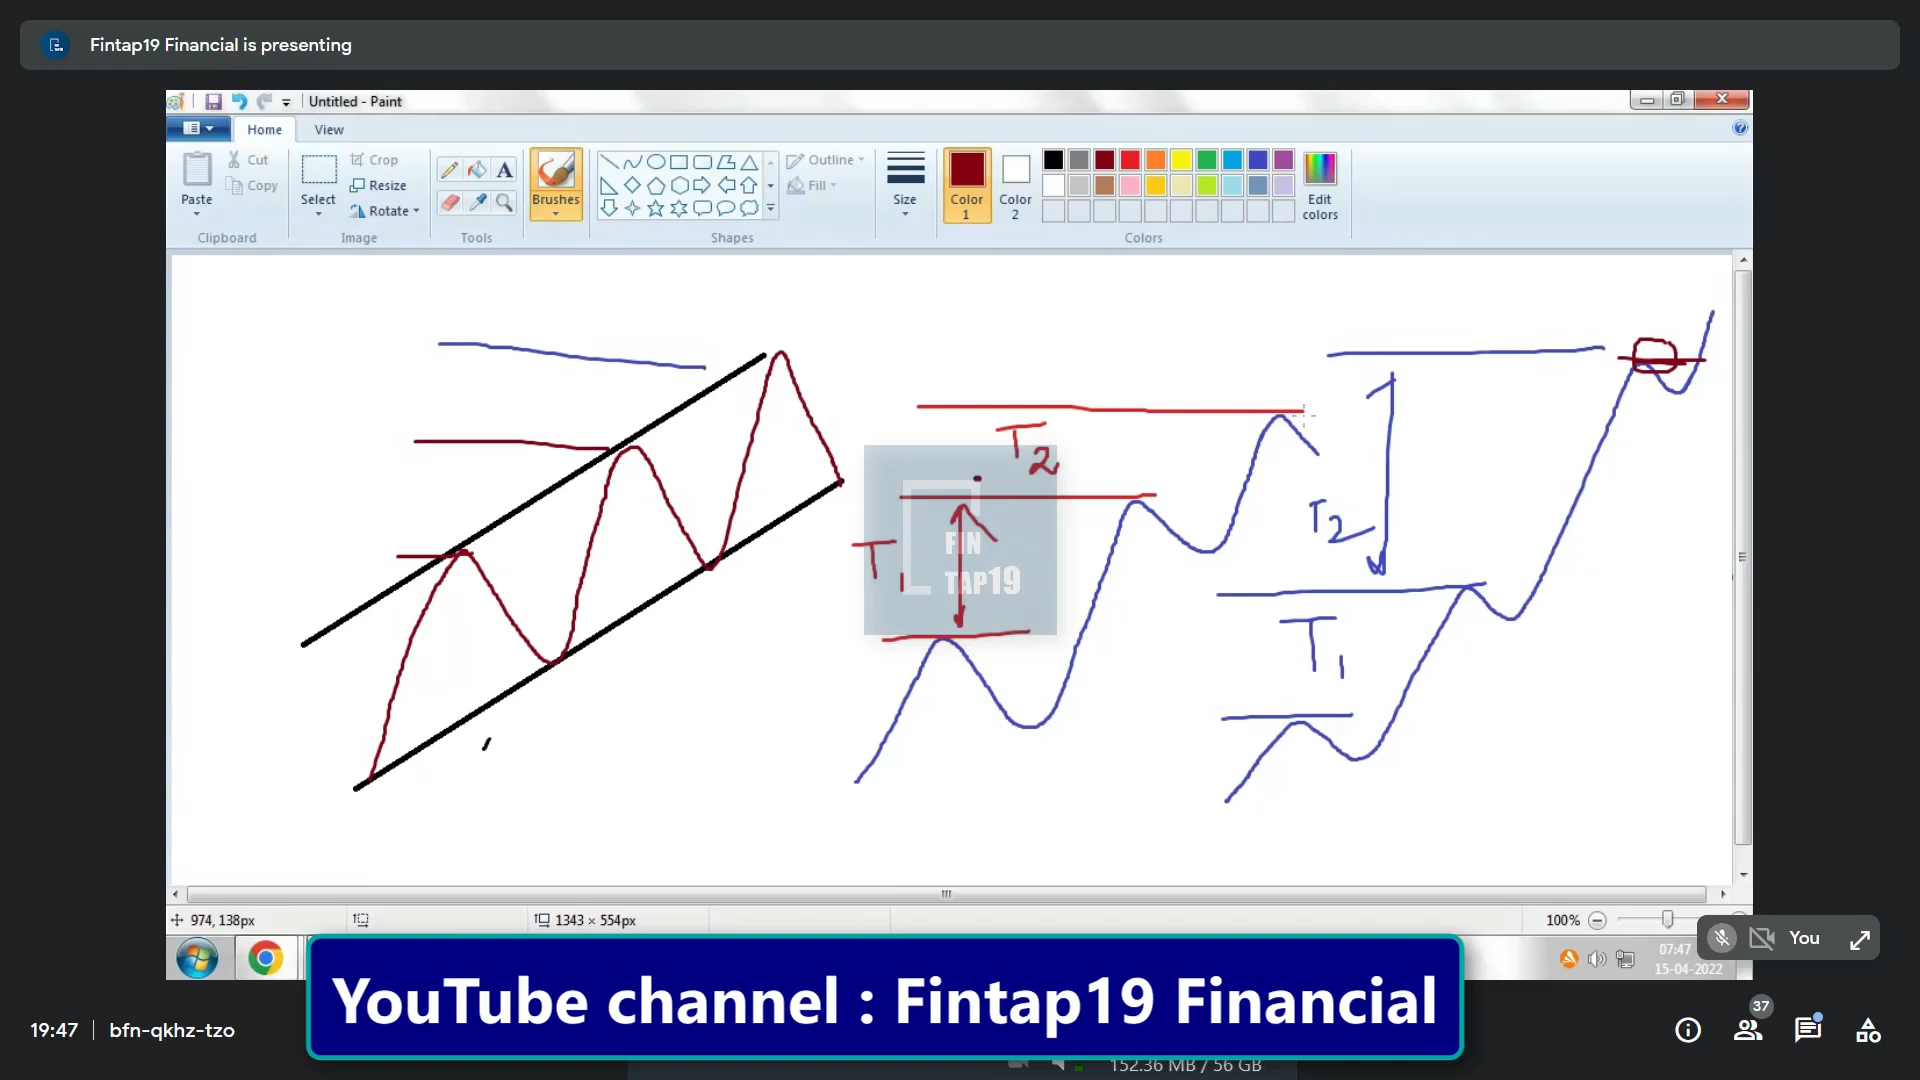 Fintap19 Financial is presenting
Untitled - Paint
Home View
Paste
Cut
Copy
Clipboard
Select
Crop
Resize
Rotate
Image
A
Tools
Brushes
Shapes
Outline
Fill
Size
Color 1
Color 2
Edit colors
Colors
T2
T1
FIN
TAP19
T2
T1
974, 138px
1343 × 554px
100%
07:47
15-04-2022
You
YouTube channel : Fintap19 Financial
19:47 | bfn-qkhz-tzo
37
152.36 MB / 56 GB